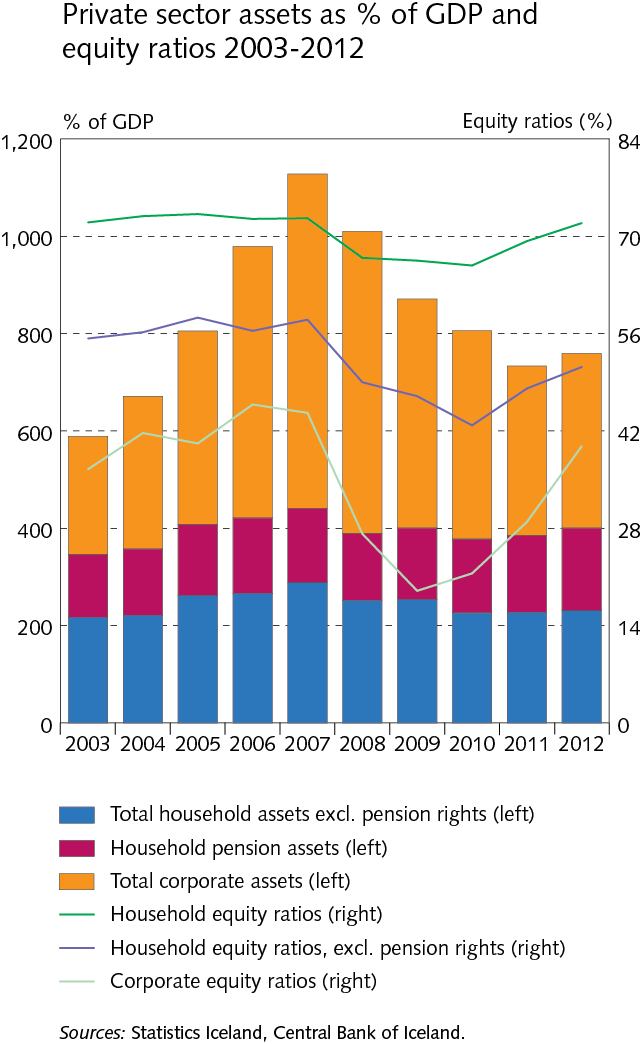 Private sector assets as % of GDP and
equity ratios 2003-2012
% of GDP
Equity ratios (%)
1,200
1,000
800
600
400
200
0
84
70
56
42
28
14
0
2003 2004 2005 2006 2007 2008 2009 2010 2011 2012
Total household assets excl. pension rights (left)
Household pension assets (left)
Total corporate assets (left)
Household equity ratios (right)
Household equity ratios, excl. pension rights (right)
Corporate equity ratios (right)
Sources: Statistics Iceland, Central Bank of Iceland.